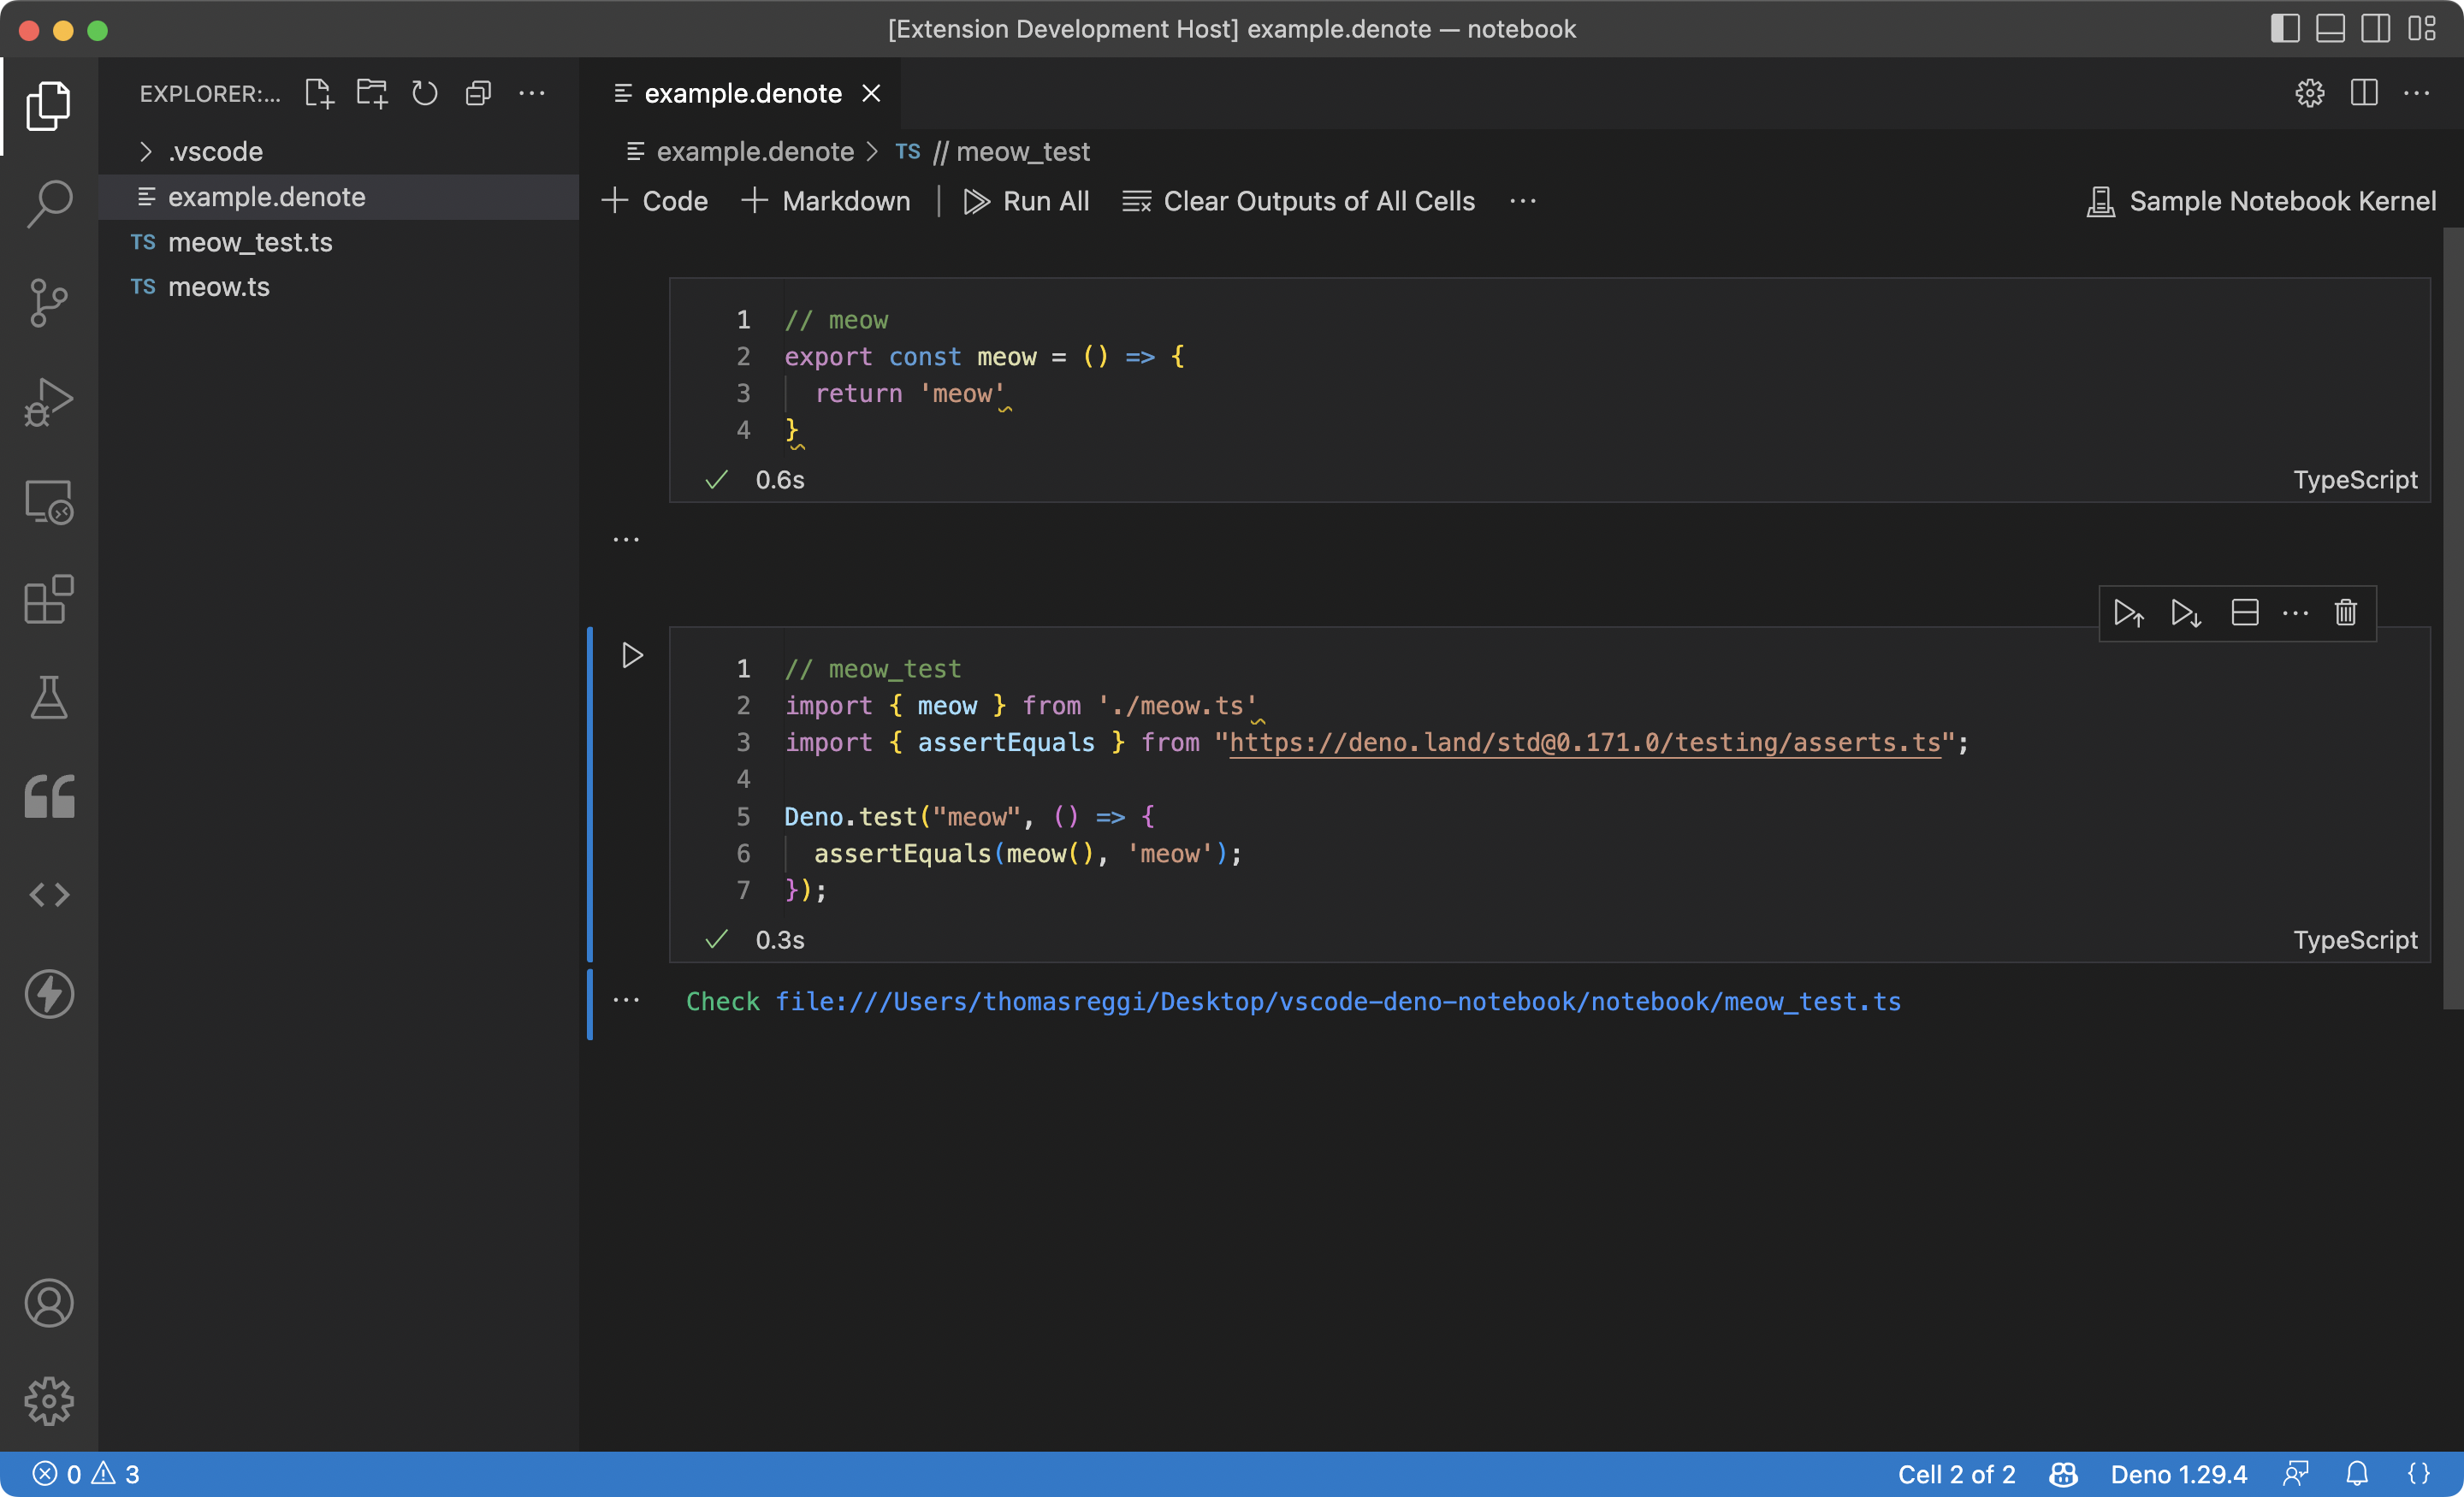 [Extension Development Host] example.denote — notebook
EXPLORER:...
.vscode
example.denote
TS meow_test.ts
TS meow.ts
example.denote
example.denote > TS // meow_test
Code
Markdown
Run All
Clear Outputs of All Cells
Sample Notebook Kernel
1 // meow
2 export const meow = () => {
3   return 'meow'
4 }
0.6s
TypeScript
1 // meow_test
2 import { meow } from './meow.ts'
3 import { assertEquals } from "https://deno.land/std@0.171.0/testing/asserts.ts";
4
5 Deno.test("meow", () => {
6   assertEquals(meow(), 'meow');
7 });
0.3s
TypeScript
Check file:///Users/thomasreggi/Desktop/vscode-deno-notebook/notebook/meow_test.ts
0 3
Cell 2 of 2
Deno 1.29.4